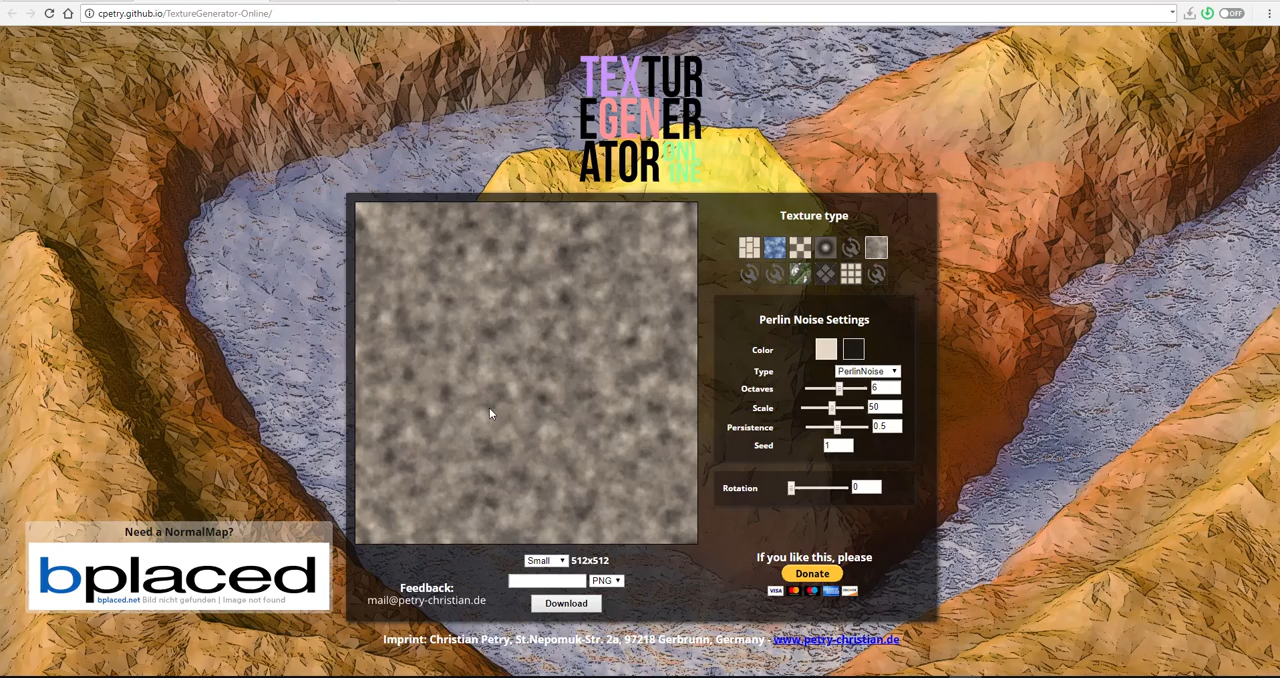 cpetry.github.io/TextureGenerator-Online/
OFF
TEXTUR
EGENER
ATOR ONL
INE
Texture type
Perlin Noise Settings
Color
Type PerlinNoise
Octaves 6
Scale 50
Persistence 0.5
Seed 1
Rotation 0
Need a NormalMap?
bplaced
bplaced.net Bild nicht gefunden | Image not found
Small 512x512
PNG
Download
Feedback:
mail@petry-christian.de
If you like this, please
Donate
VISA
Imprint: Christian Petry, St.Nepomuk-Str. 2a, 97218 Gerbrunn, Germany - www.petry-christian.de